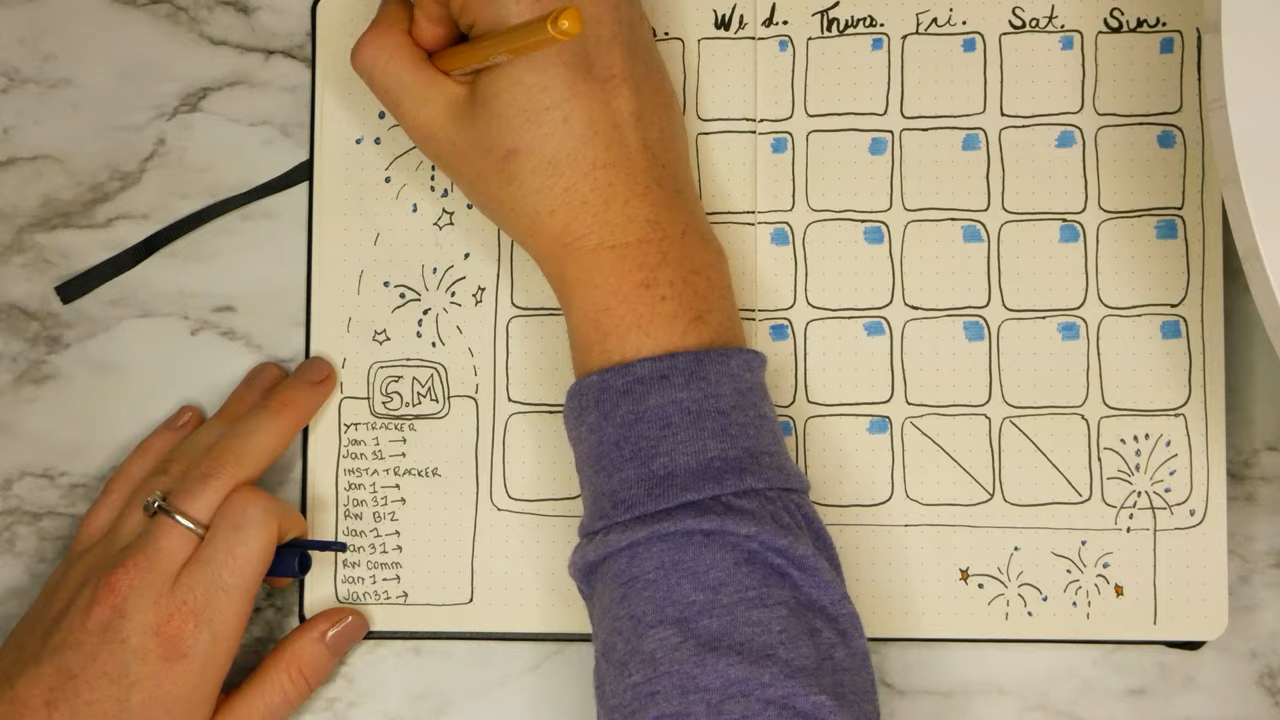 Wed. Thurs. Fri. Sat. Sun.
S.M
YT TRACKER
Jan 1 →
Jan 31 →
INSTA TRACKER
Jan 1 →
Jan 31 →
RW BIZ
Jan 1 →
Jan 31 →
RW Comm
Jan 1 →
Jan 31 →